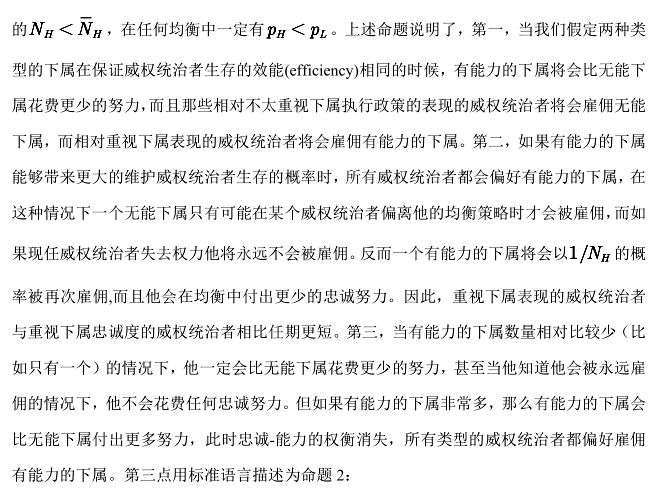 的 N_H < N̅_H，在任何均衡中一定有 p_H < p_L。上述命题说明了，第一，当我们假定两种类
型的下属在保证威权统治者生存的效能(efficiency)相同的时候，有能力的下属将会比无能下
属花费更少的努力，而且那些相对不太重视下属执行政策的表现的威权统治者将会雇佣无能
下属，而相对重视下属表现的威权统治者将会雇佣有能力的下属。第二，如果有能力的下属
能够带来更大的维护威权统治者生存的概率时，所有威权统治者都会偏好有能力的下属，在
这种情况下一个无能下属只有可能在某个威权统治者偏离他的均衡策略时才会被雇佣，而如
果现任威权统治者失去权力他将永远不会被雇佣。反而一个有能力的下属将会以1/N_H 的概
率被再次雇佣,而且他会在均衡中付出更少的忠诚努力。因此，重视下属表现的威权统治者
与重视下属忠诚度的威权统治者相比任期更短。第三，当有能力的下属数量相对比较少（比
如只有一个）的情况下，他一定会比无能下属花费更少的努力，甚至当他知道他会被永远雇
佣的情况下，他不会花费任何忠诚努力。但如果有能力的下属非常多，那么有能力的下属会
比无能下属付出更多努力，此时忠诚-能力的权衡消失，所有类型的威权统治者都偏好雇佣
有能力的下属。第三点用标准语言描述为命题 2：